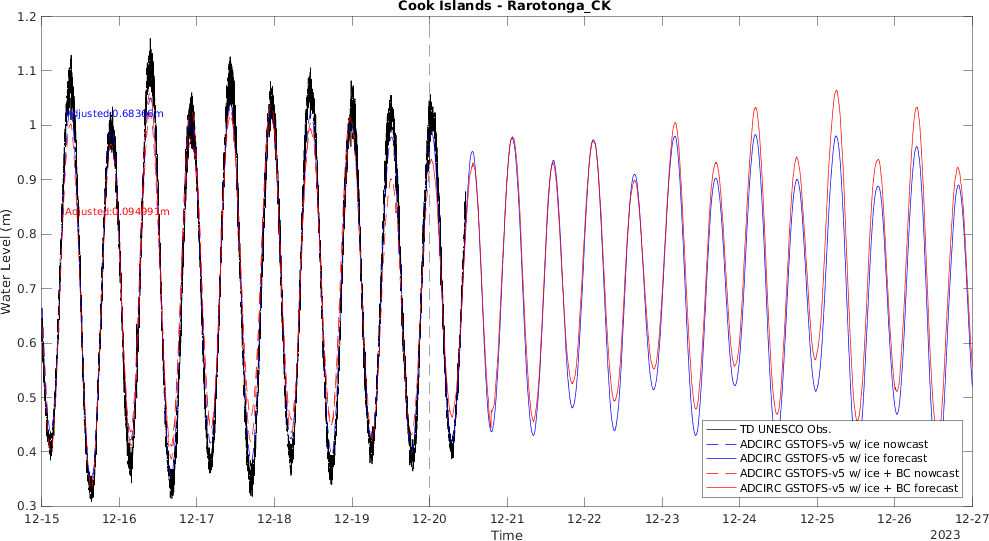 Cook Islands - Rarotonga_CK
Water Level (m)
1.2
1.1
1
0.9
0.8
0.7
0.6
0.5
0.4
0.3
Adjusted:0.68366m
Adjusted:0.094991m
TD UNESCO Obs.
ADCIRC GSTOFS-v5 w/ ice nowcast
ADCIRC GSTOFS-v5 w/ ice forecast
ADCIRC GSTOFS-v5 w/ ice + BC nowcast
ADCIRC GSTOFS-v5 w/ ice + BC forecast
12-15 12-16 12-17 12-18 12-19 12-20 12-21 12-22 12-23 12-24 12-25 12-26 12-27
Time
2023